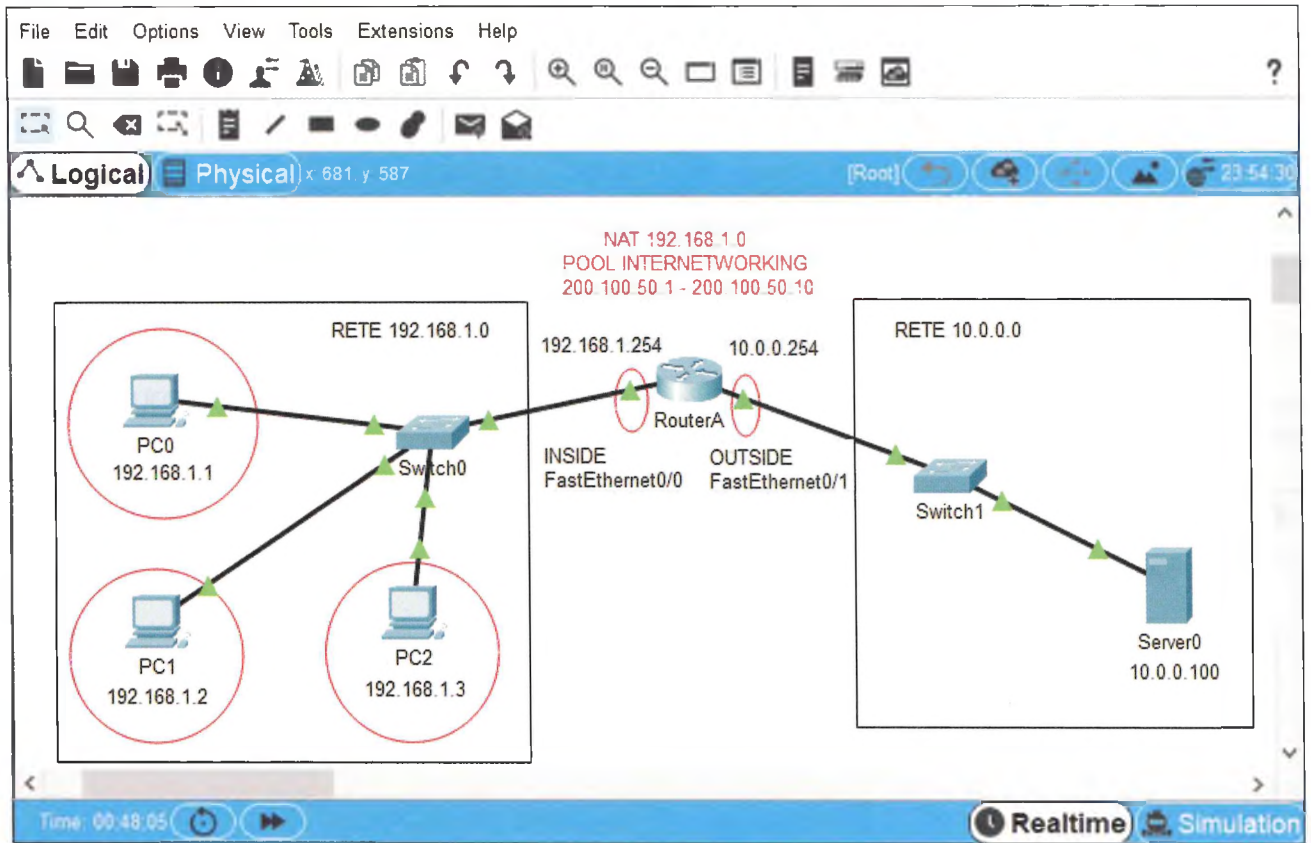 File Edit Options View Tools Extensions Help
?
Logical Physical x 681, y 587 [Root] 23:54:30
NAT 192.168.1.0
POOL INTERNETWORKING
200.100.50.1 - 200.100.50.10
RETE 192.168.1.0
192.168.1.254
10.0.0.254
RETE 10.0.0.0
PC0
192.168.1.1
Switch0
RouterA
INSIDE
FastEthernet0/0
OUTSIDE
FastEthernet0/1
Switch1
PC1
192.168.1.2
PC2
192.168.1.3
Server0
10.0.0.100
Time: 00:48:05 Realtime Simulation